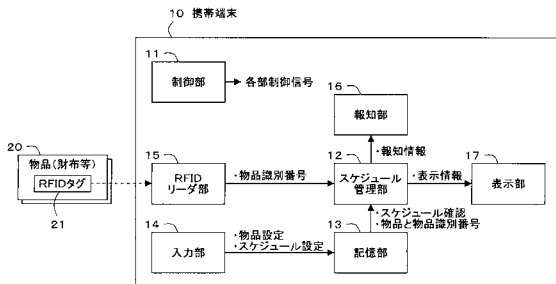 10 携帯端末
11
制御部
各部制御信号
16
報知部
・報知情報
20
物品(財布等)
RFIDタグ
21
15
RFID
リーダ部
・物品識別番号
12
スケジュール
管理部
・表示情報
17
表示部
・スケジュール確認
・物品と物品識別番号
14
入力部
・物品設定
・スケジュール設定
13
記憶部